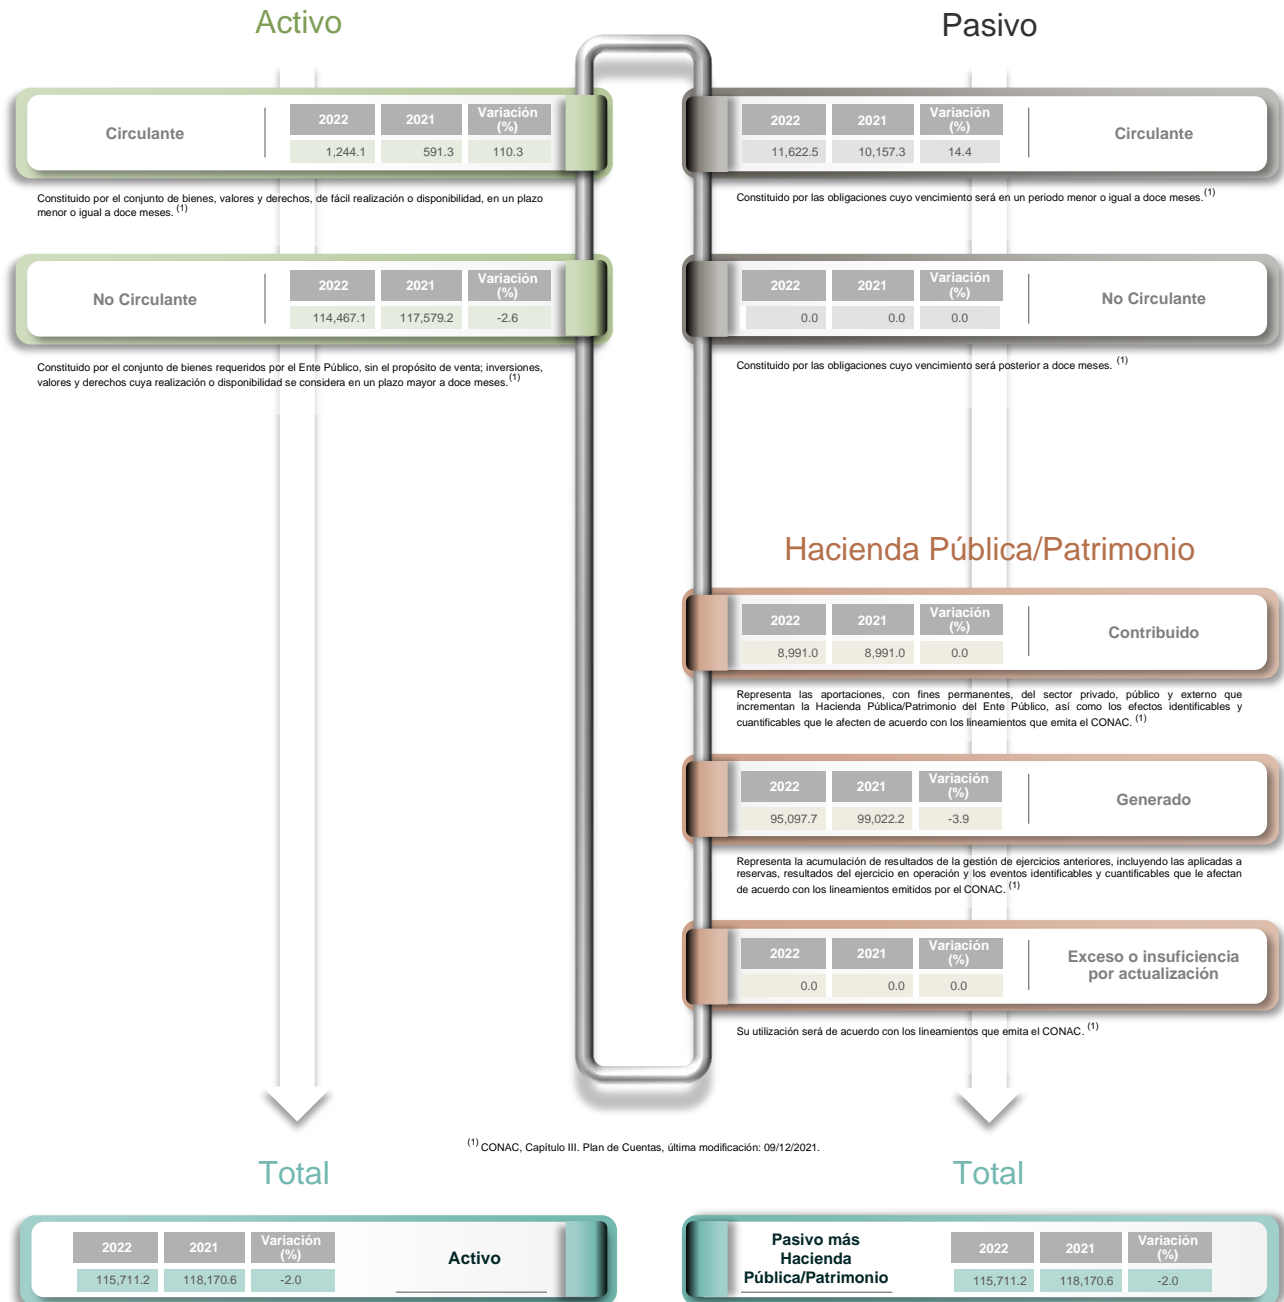 Activo
Circulante
2022 2021 Variación (%)
1,244.1 591.3 110.3
Constituido por el conjunto de bienes, valores y derechos, de fácil realización o disponibilidad, en un plazo
menor o igual a doce meses. (1)
No Circulante
2022 2021 Variación (%)
114,467.1 117,579.2 -2.6
Constituido por el conjunto de bienes requeridos por el Ente Público, sin el propósito de venta; inversiones,
valores y derechos cuya realización o disponibilidad se considera en un plazo mayor a doce meses. (1)
Pasivo
2022 2021 Variación (%)
11,622.5 10,157.3 14.4
Circulante
Constituido por las obligaciones cuyo vencimiento será en un periodo menor o igual a doce meses. (1)
2022 2021 Variación (%)
0.0 0.0 0.0
No Circulante
Constituido por las obligaciones cuyo vencimiento será posterior a doce meses. (1)
Hacienda Pública/Patrimonio
2022 2021 Variación (%)
8,991.0 8,991.0 0.0
Contribuido
Representa las aportaciones, con fines permanentes, del sector privado, público y externo que
incrementan la Hacienda Pública/Patrimonio del Ente Público, así como los efectos identificables y
cuantificables que le afecten de acuerdo con los lineamientos que emita el CONAC. (1)
2022 2021 Variación (%)
95,097.7 99,022.2 -3.9
Generado
Representa la acumulación de resultados de la gestión de ejercicios anteriores, incluyendo las aplicadas a
reservas, resultados del ejercicio en operación y los eventos identificables y cuantificables que le afectan
de acuerdo con los lineamientos emitidos por el CONAC. (1)
2022 2021 Variación (%)
0.0 0.0 0.0
Exceso o insuficiencia
por actualización
Su utilización será de acuerdo con los lineamientos que emita el CONAC. (1)
(1) CONAC, Capítulo III. Plan de Cuentas, última modificación: 09/12/2021.
Total
2022 2021 Variación (%)
115,711.2 118,170.6 -2.0
Activo
Total
Pasivo más
Hacienda
Pública/Patrimonio
2022 2021 Variación (%)
115,711.2 118,170.6 -2.0